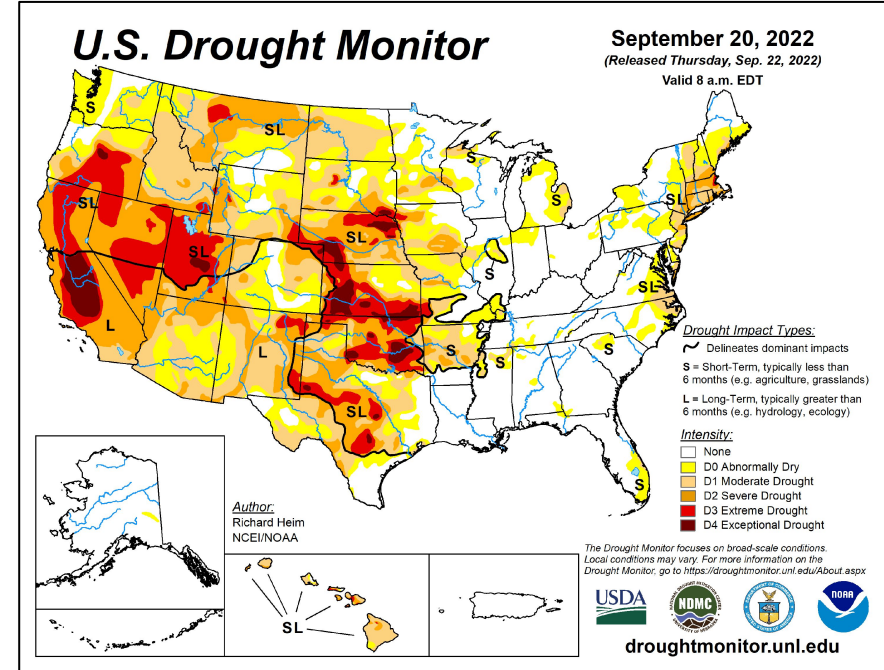 U.S. Drought Monitor
September 20, 2022
(Released Thursday, Sep. 22, 2022)
Valid 8 a.m. EDT
S
SL
S
S
SL
SL
SL
SL
S
SL
L
L
S
S
S
SL
S
Drought Impact Types:
Delineates dominant impacts
S = Short-Term, typically less than
6 months (e.g. agriculture, grasslands)
L = Long-Term, typically greater than
6 months (e.g. hydrology, ecology)
Intensity:
None
D0 Abnormally Dry
D1 Moderate Drought
D2 Severe Drought
D3 Extreme Drought
D4 Exceptional Drought
Author:
Richard Heim
NCEI/NOAA
SL
The Drought Monitor focuses on broad-scale conditions.
Local conditions may vary. For more information on the
Drought Monitor, go to https://droughtmonitor.unl.edu/About.aspx
USDA
NDMC
NOAA
droughtmonitor.unl.edu